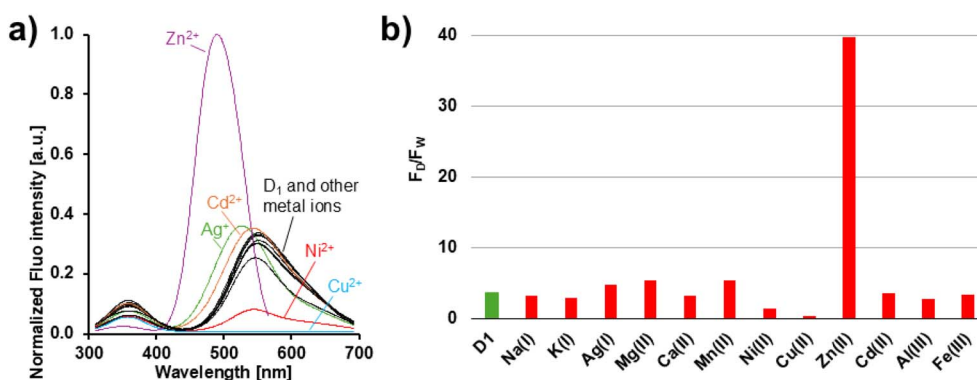 a)
Normalized Fluo intensity [a.u.]
1.0
0.8
0.6
0.4
0.2
0.0
Zn²⁺
Cd²⁺
Ag⁺
D₁ and other
metal ions
Ni²⁺
Cu²⁺
300
400
500
600
700
Wavelength [nm]
b)
F_D/F_W
40
30
20
10
0
D1
Na(I)
K(I)
Ag(I)
Mg(II)
Ca(II)
Mn(II)
Ni(II)
Cu(II)
Zn(II)
Cd(II)
Al(III)
Fe(III)